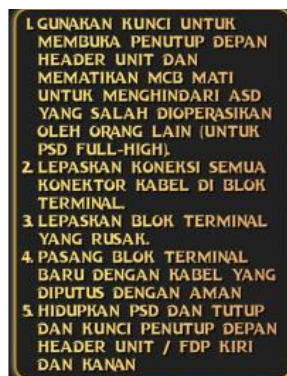 1. GUNAKAN KUNCI UNTUK
MEMBUKA PENUTUP DEPAN
HEADER UNIT DAN
MEMATIKAN MCB MATI
UNTUK MENGHINDARI ASD
YANG SALAH DIOPERASIKAN
OLEH ORANG LAIN (UNTUK
PSD FULL-HIGH).
2. LEPASKAN KONEKSI SEMUA
KONEKTOR KABEL DI BLOK
TERMINAL.
3. LEPASKAN BLOK TERMINAL
YANG RUSAK.
4. PASANG BLOK TERMINAL
BARU DENGAN KABEL YANG
DIPUTUS DENGAN AMAN
5. HIDUPKAN PSD DAN TUTUP
DAN KUNCI PENUTUP DEPAN
HEADER UNIT / FDP KIRI
DAN KANAN